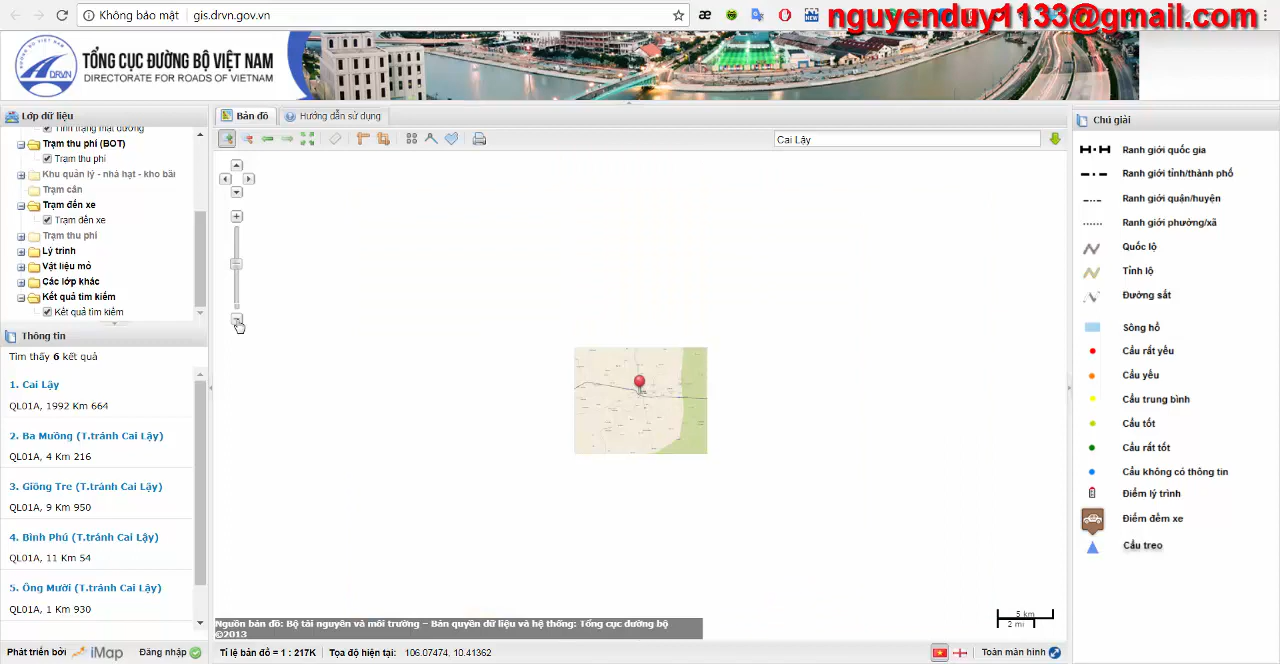 Không bảo mật | gis.drvn.gov.vn
nguyenduy1133@gmail.com
TỔNG CỤC ĐƯỜNG BỘ VIỆT NAM
DIRECTORATE FOR ROADS OF VIETNAM
DRVN
Lớp dữ liệu
Tình trạng mặt đường
Trạm thu phí (BOT)
Trạm thu phí
Khu quản lý - nhà hạt - kho bãi
Trạm cân
Trạm đến xe
Trạm đến xe
Trạm thu phí
Lý trình
Vật liệu mỏ
Các lớp khác
Kết quả tìm kiếm
Kết quả tìm kiếm
Thông tin
Tìm thấy 6 kết quả
1. Cai Lậy
QL01A, 1992 Km 664
2. Ba Muồng (T.tránh Cai Lậy)
QL01A, 4 Km 216
3. Giồng Tre (T.tránh Cai Lậy)
QL01A, 9 Km 950
4. Bình Phú (T.tránh Cai Lậy)
QL01A, 11 Km 54
5. Ông Mười (T.tránh Cai Lậy)
QL01A, 1 Km 930
Phát triển bởi iMap Đăng nhập
Bản đồ Hướng dẫn sử dụng
Cai Lậy
5 km
2 mi
Nguồn bản đồ: Bộ tài nguyên và môi trường – Bản quyền dữ liệu và hệ thống: Tổng cục đường bộ
©2013
Tỉ lệ bản đồ = 1 : 217K Tọa độ hiện tại: 106.07474, 10.41362 Toàn màn hình
Chú giải
Ranh giới quốc gia
Ranh giới tỉnh/thành phố
Ranh giới quận/huyện
Ranh giới phường/xã
Quốc lộ
Tỉnh lộ
Đường sắt
Sông hồ
Cầu rất yếu
Cầu yếu
Cầu trung bình
Cầu tốt
Cầu rất tốt
Cầu không có thông tin
Điểm lý trình
Điểm đếm xe
Cầu treo